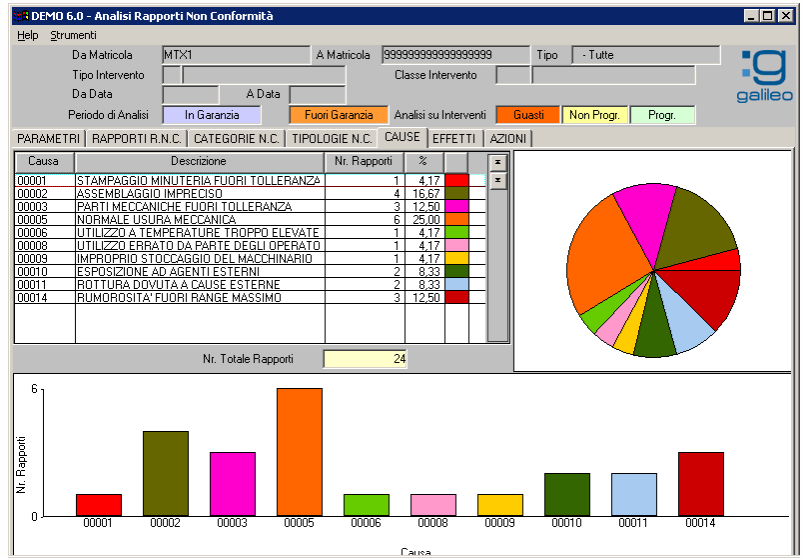 DEMO 6.0 - Analisi Rapporti Non Conformità
Help Strumenti
Da Matricola MTX1 A Matricola 999999999999999999 Tipo - Tutte
Tipo Intervento Classe Intervento
Da Data A Data
galileo
Periodo di Analisi In Garanzia Fuori Garanzia Analisi su Interventi Guasti Non Progr. Progr.
PARAMETRI RAPPORTI R.N.C. CATEGORIE N.C. TIPOLOGIE N.C. CAUSE EFFETTI AZIONI
Causa Descrizione Nr. Rapporti %
00001 STAMPAGGIO MINUTERIA FUORI TOLLERANZA 1 4,17
00002 ASSEMBLAGGIO IMPRECISO 4 16,67
00003 PARTI MECCANICHE FUORI TOLLERANZA 3 12,50
00005 NORMALE USURA MECCANICA 6 25,00
00006 UTILIZZO A TEMPERATURE TROPPO ELEVATE 1 4,17
00008 UTILIZZO ERRATO DA PARTE DEGLI OPERATO 1 4,17
00009 IMPROPRIO STOCCAGGIO DEL MACCHINARIO 1 4,17
00010 ESPOSIZIONE AD AGENTI ESTERNI 2 8,33
00011 ROTTURA DOVUTA A CAUSE ESTERNE 2 8,33
00014 RUMOROSITA' FUORI RANGE MASSIMO 3 12,50
Nr. Totale Rapporti 24
6
Nr. Rapporti
0
00001 00002 00003 00005 00006 00008 00009 00010 00011 00014
Causa